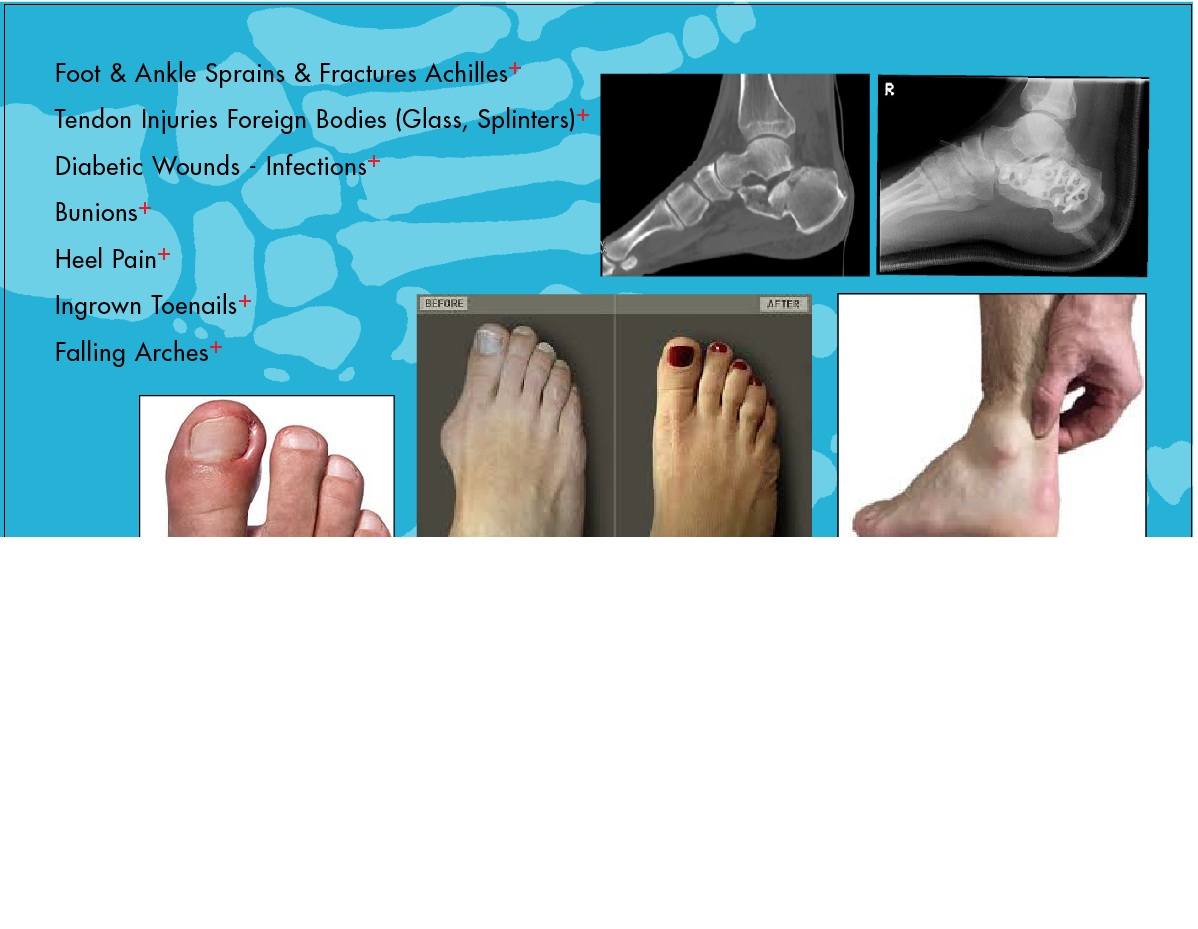 Foot & Ankle Sprains & Fractures Achilles+
Tendon Injuries Foreign Bodies (Glass, Splinters)+
Diabetic Wounds - Infections+
Bunions+
Heel Pain+
Ingrown Toenails+
Falling Arches+
R
BEFORE
AFTER